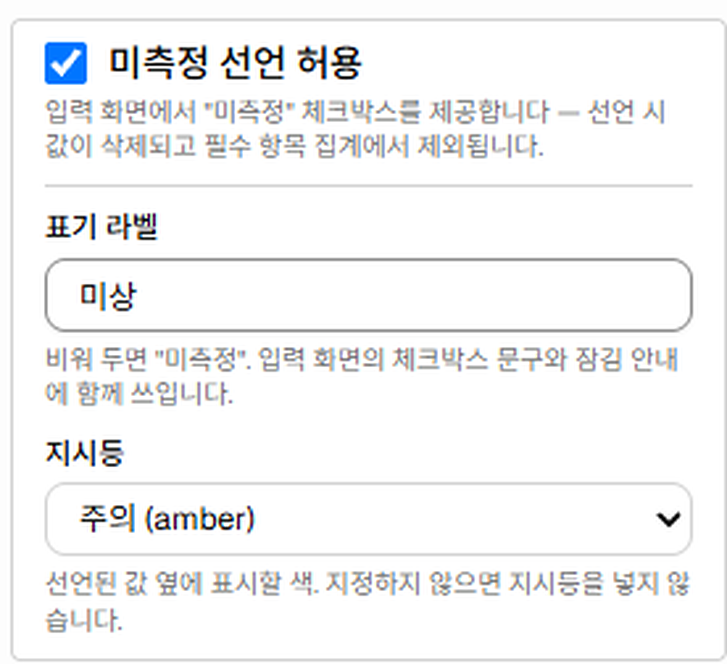 미측정 선언 허용
입력 화면에서 "미측정" 체크박스를 제공합니다 — 선언 시
값이 삭제되고 필수 항목 집계에서 제외됩니다.
표기 라벨
미상
비워 두면 "미측정". 입력 화면의 체크박스 문구와 잠김 안내
에 함께 쓰입니다.
지시등
주의 (amber)
선언된 값 옆에 표시할 색. 지정하지 않으면 지시등을 넣지 않
습니다.